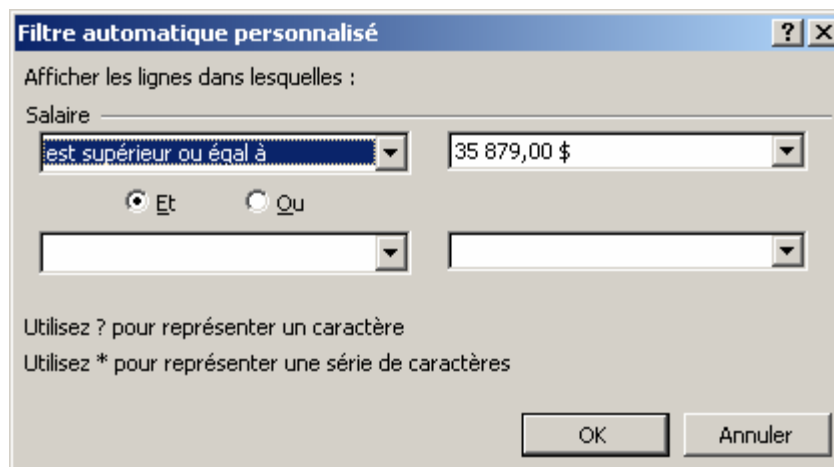 Filtre automatique personnalisé
Afficher les lignes dans lesquelles :
Salaire
est supérieur ou égal à 35 879,00 $
Et Ou
Utilisez ? pour représenter un caractère
Utilisez * pour représenter une série de caractères
OK Annuler